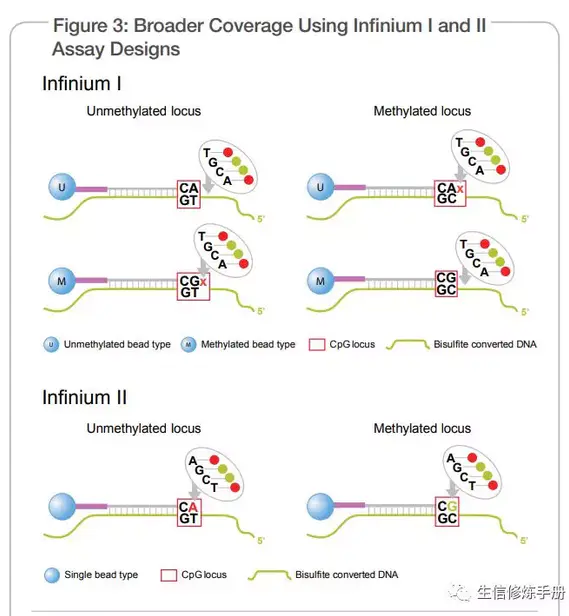 Figure 3: Broader Coverage Using Infinium I and II
Assay Designs
Infinium I
Unmethylated locus
Methylated locus
T
G
C
A
U
CA
GT
5'
T
G
C
A
U
CAx
GC
5'
T
G
C
A
M
CGx
GT
5'
T
G
C
A
M
CG
GC
5'
U Unmethylated bead type M Methylated bead type CpG locus Bisulfite converted DNA
Infinium II
Unmethylated locus
Methylated locus
A
G
C
T
CA
GT
5'
A
G
C
T
CG
GC
5'
Single bead type CpG locus Bisulfite converted DNA
生信修炼手册